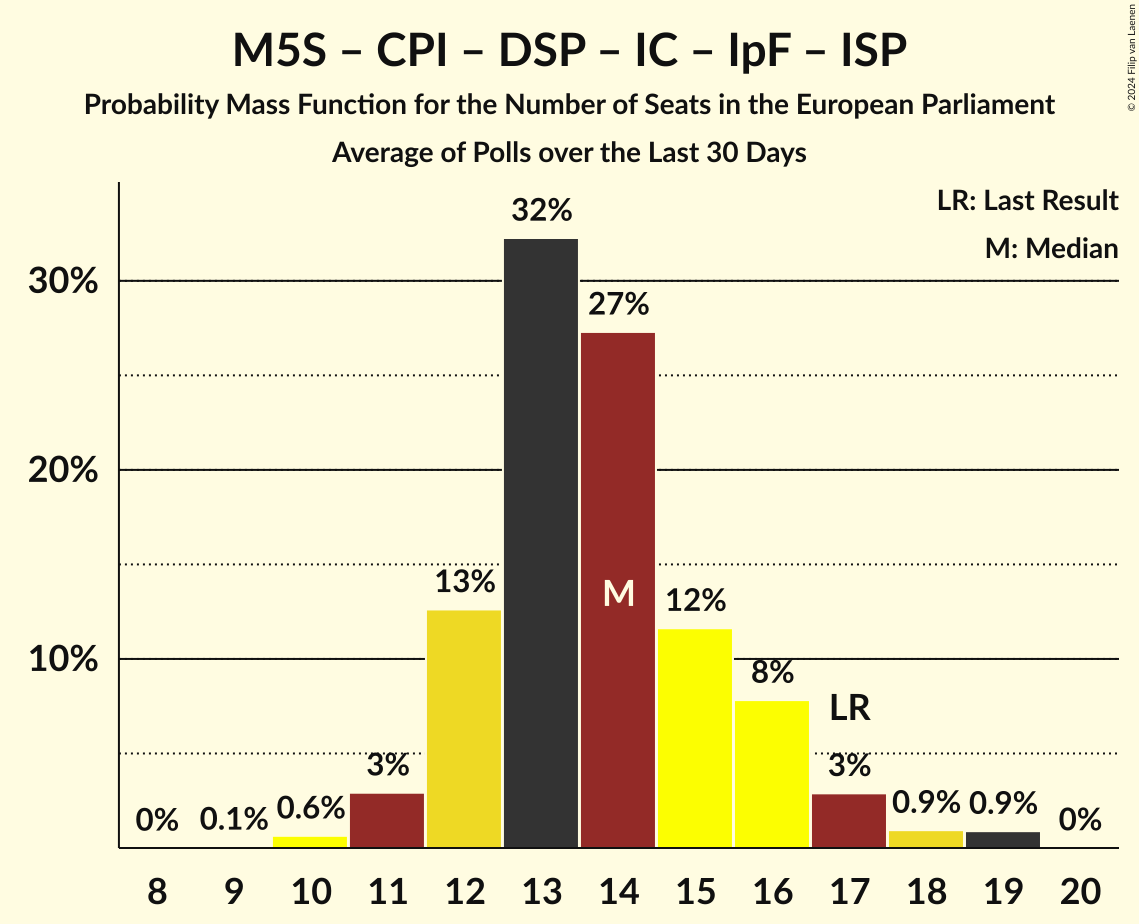 M5S – CPI – DSP – IC – IpF – ISP
Probability Mass Function for the Number of Seats in the European Parliament
Average of Polls over the Last 30 Days
© 2024 Filip van Laenen
LR: Last Result
M: Median
30%
20%
10%
0%
0.1%
0.6%
3%
13%
32%
27%
M
12%
8%
LR
3%
0.9%
0.9%
0%
8 9 10 11 12 13 14 15 16 17 18 19 20